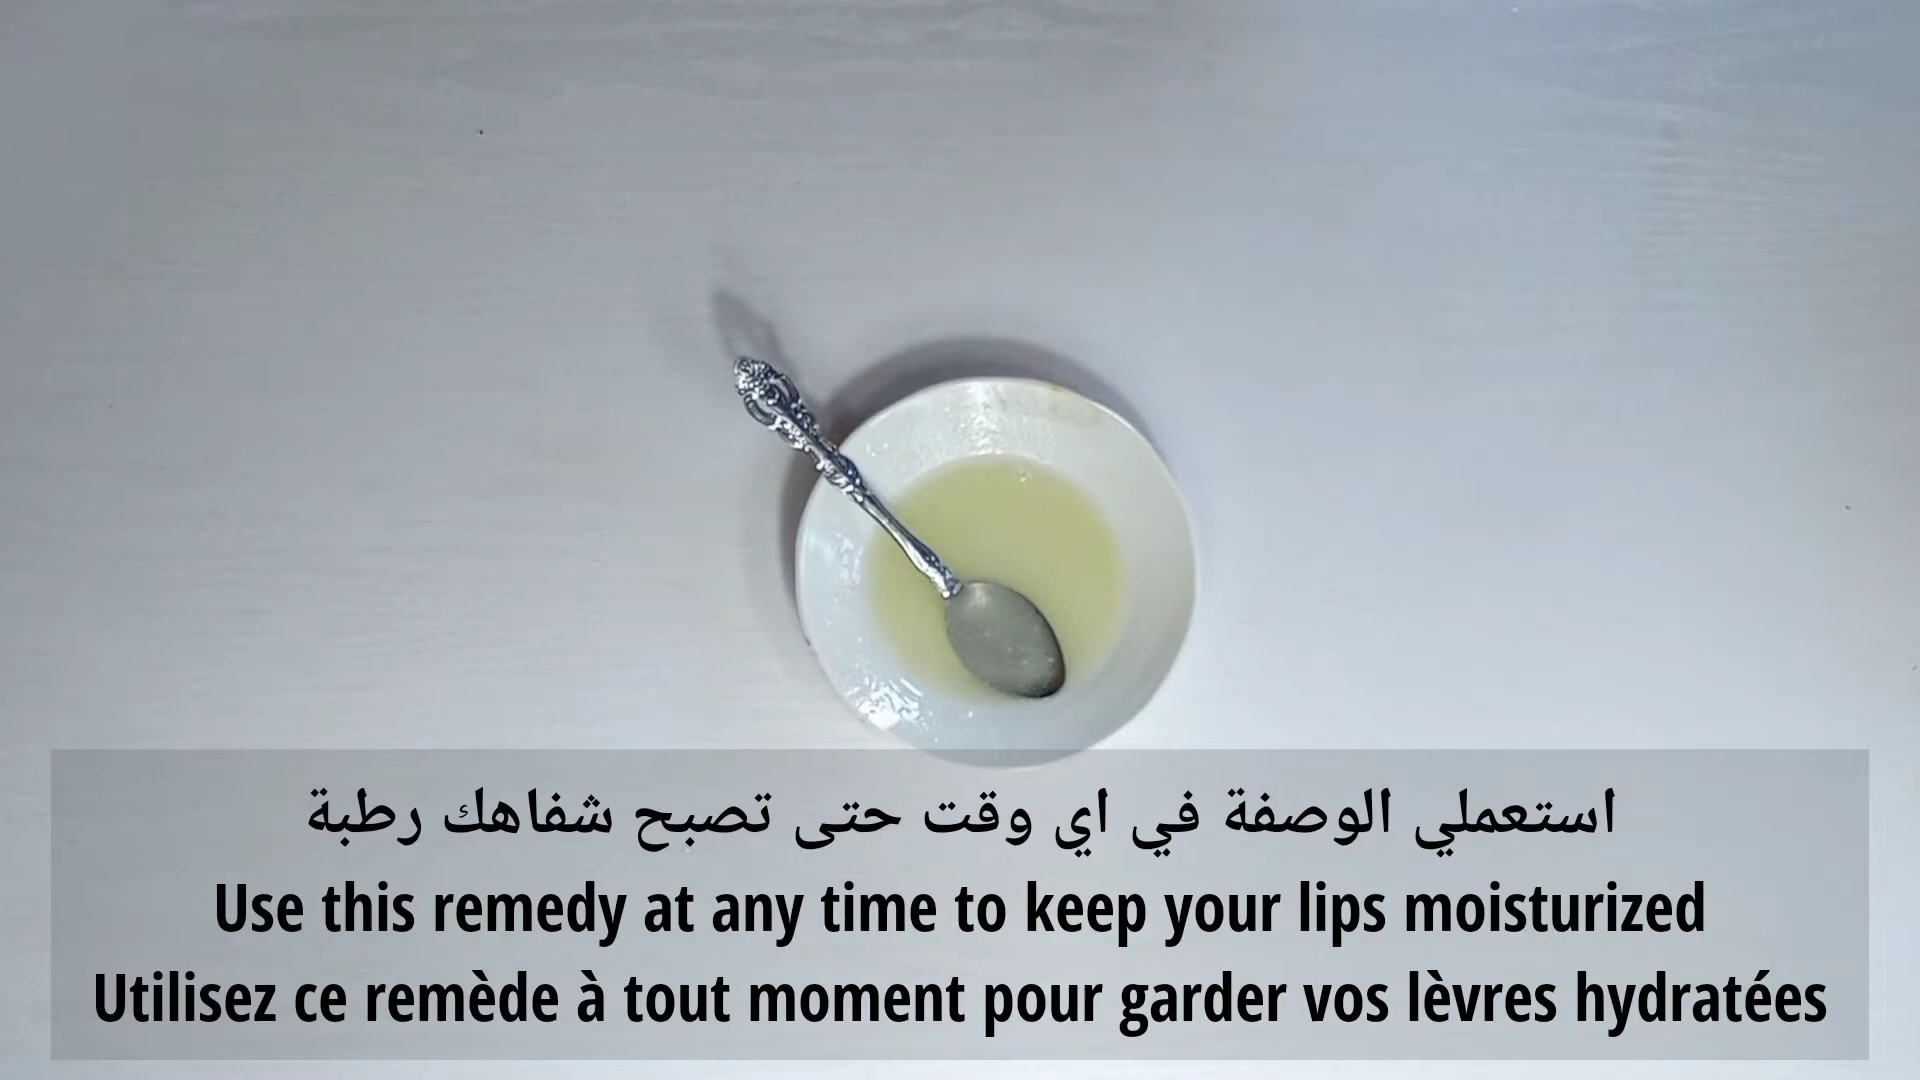 استعملي الوصفة في اي وقت حتى تصبح شفاهك رطبة
Use this remedy at any time to keep your lips moisturized
Utilisez ce remède à tout moment pour garder vos lèvres hydratées